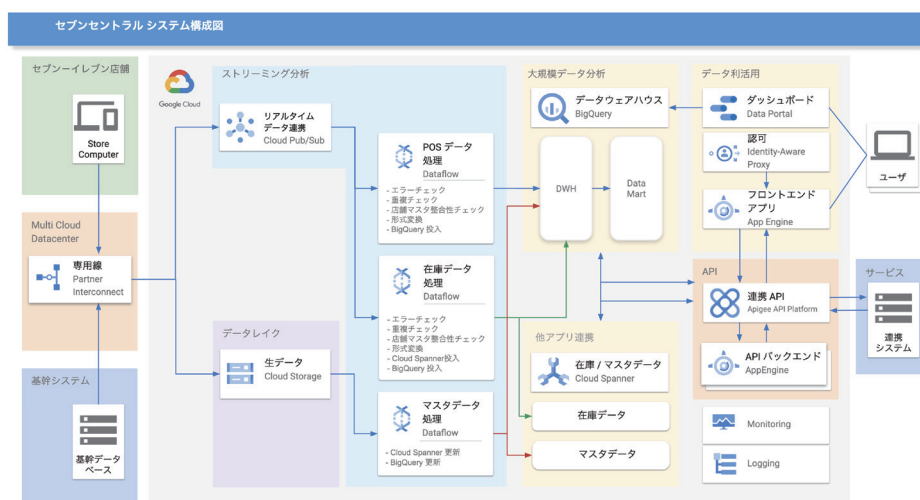 セブンセントラル システム構成図
セブン−イレブン店舗
Store
Computer
Multi Cloud
Datacenter
専用線
Partner
Interconnect
基幹システム
基幹データ
ベース
Google Cloud
ストリーミング分析
リアルタイム
データ連携
Cloud Pub/Sub
POS データ
処理
Dataflow
- エラーチェック
- 重複チェック
- 店舗マスタ整合性チェック
- 形式変換
- BigQuery 投入
在庫データ
処理
Dataflow
- エラーチェック
- 重複チェック
- 店舗マスタ整合性チェック
- 形式変換
- Cloud Spanner投入
- BigQuery 投入
データレイク
生データ
Cloud Storage
マスタデータ
処理
Dataflow
- Cloud Spanner 更新
- BigQuery 更新
大規模データ分析
データウェアハウス
BigQuery
DWH
Data
Mart
他アプリ連携
在庫 / マスタデータ
Cloud Spanner
在庫データ
マスタデータ
データ利活用
ダッシュボード
Data Portal
認可
Identity-Aware
Proxy
フロントエンド
アプリ
App Engine
API
連携 API
Apigee API Platform
API バックエンド
AppEngine
Monitoring
Logging
ユーザ
サービス
連携
システム